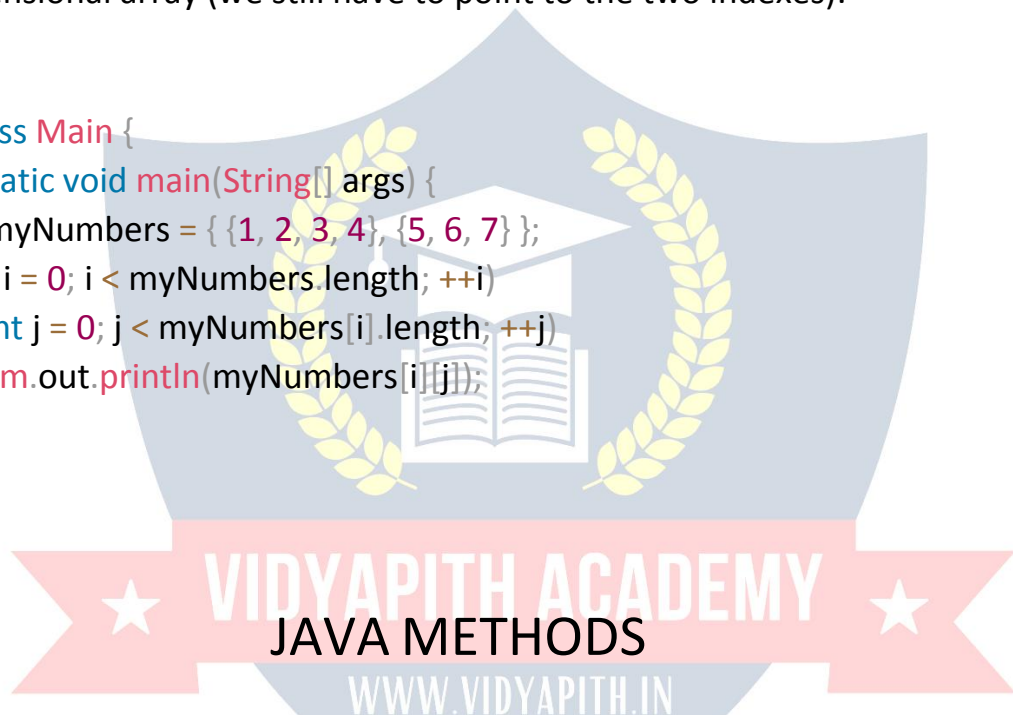 nsional array (we still have to point to the two indexes):
ss Main {
atic void main(String[] args) {
myNumbers = { {1, 2, 3, 4}, {5, 6, 7} };
i = 0; i < myNumbers.length; ++i)
nt j = 0; j < myNumbers[i].length; ++j)
m.out.println(myNumbers[i][j]);
VIDYAPITH ACADEMY
JAVA METHODS
WWW.VIDYAPITH.IN